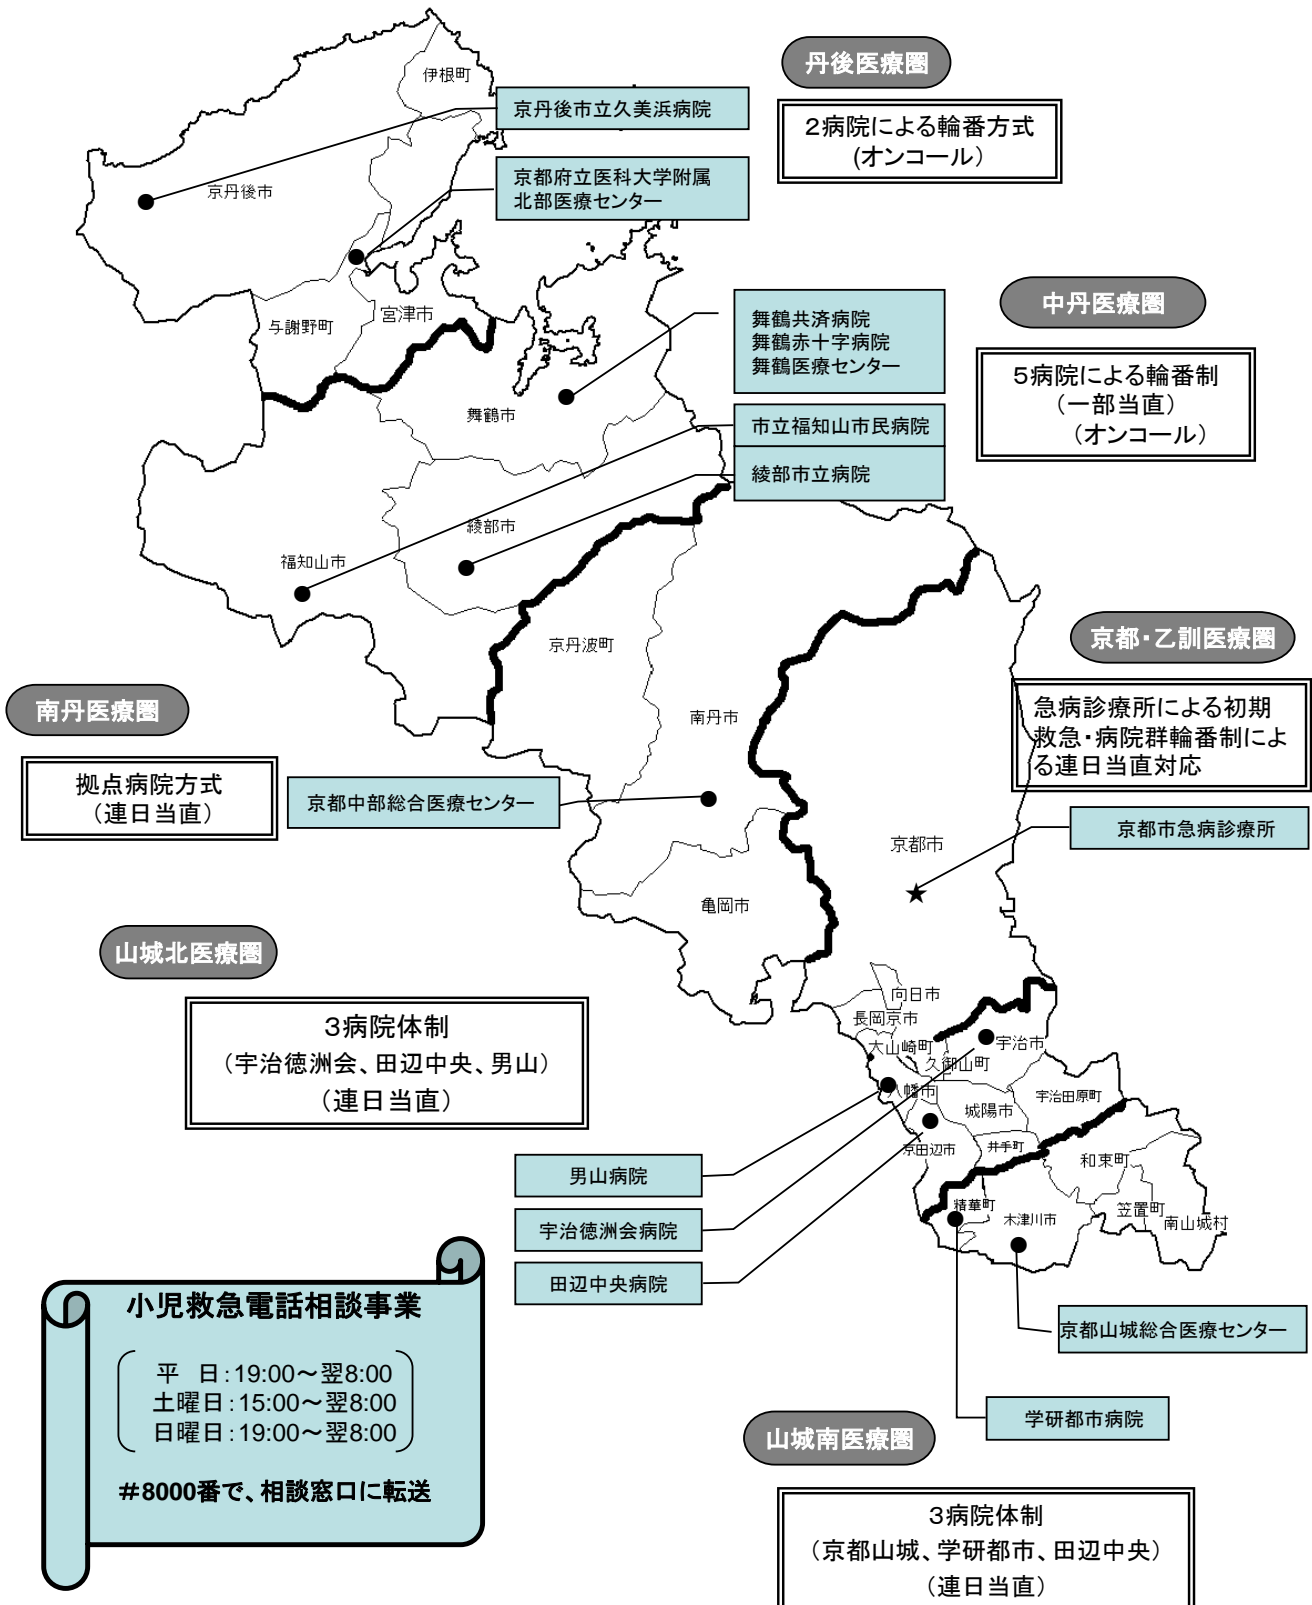 丹後医療圏
2病院による輪番方式
(オンコール）
伊根町
京丹後市立久美浜病院
京都府立医科大学附属
北部医療センター
京丹後市
与謝野町
宮津市
中丹医療圏
5病院による輪番制
（一部当直）
（オンコール）
舞鶴共済病院
舞鶴赤十字病院
舞鶴医療センター
舞鶴市
市立福知山市民病院
綾部市立病院
綾部市
福知山市
京丹波町
京都・乙訓医療圏
急病診療所による初期
救急・病院群輪番制によ
る連日当直対応
京都市急病診療所
南丹医療圏
拠点病院方式
（連日当直）
京都中部総合医療センター
南丹市
京都市
亀岡市
山城北医療圏
3病院体制
（宇治徳洲会、田辺中央、男山）
（連日当直）
向日市
長岡京市
大山崎町
久御山町
宇治市
八幡市
城陽市
宇治田原町
京田辺市
井手町
和束町
精華町
木津川市
笠置町
南山城村
男山病院
宇治徳洲会病院
田辺中央病院
京都山城総合医療センター
学研都市病院
山城南医療圏
3病院体制
（京都山城、学研都市、田辺中央）
（連日当直）
小児救急電話相談事業
平　日：19:00～翌8:00
土曜日：15:00～翌8:00
日曜日：19:00～翌8:00
＃8000番で、相談窓口に転送